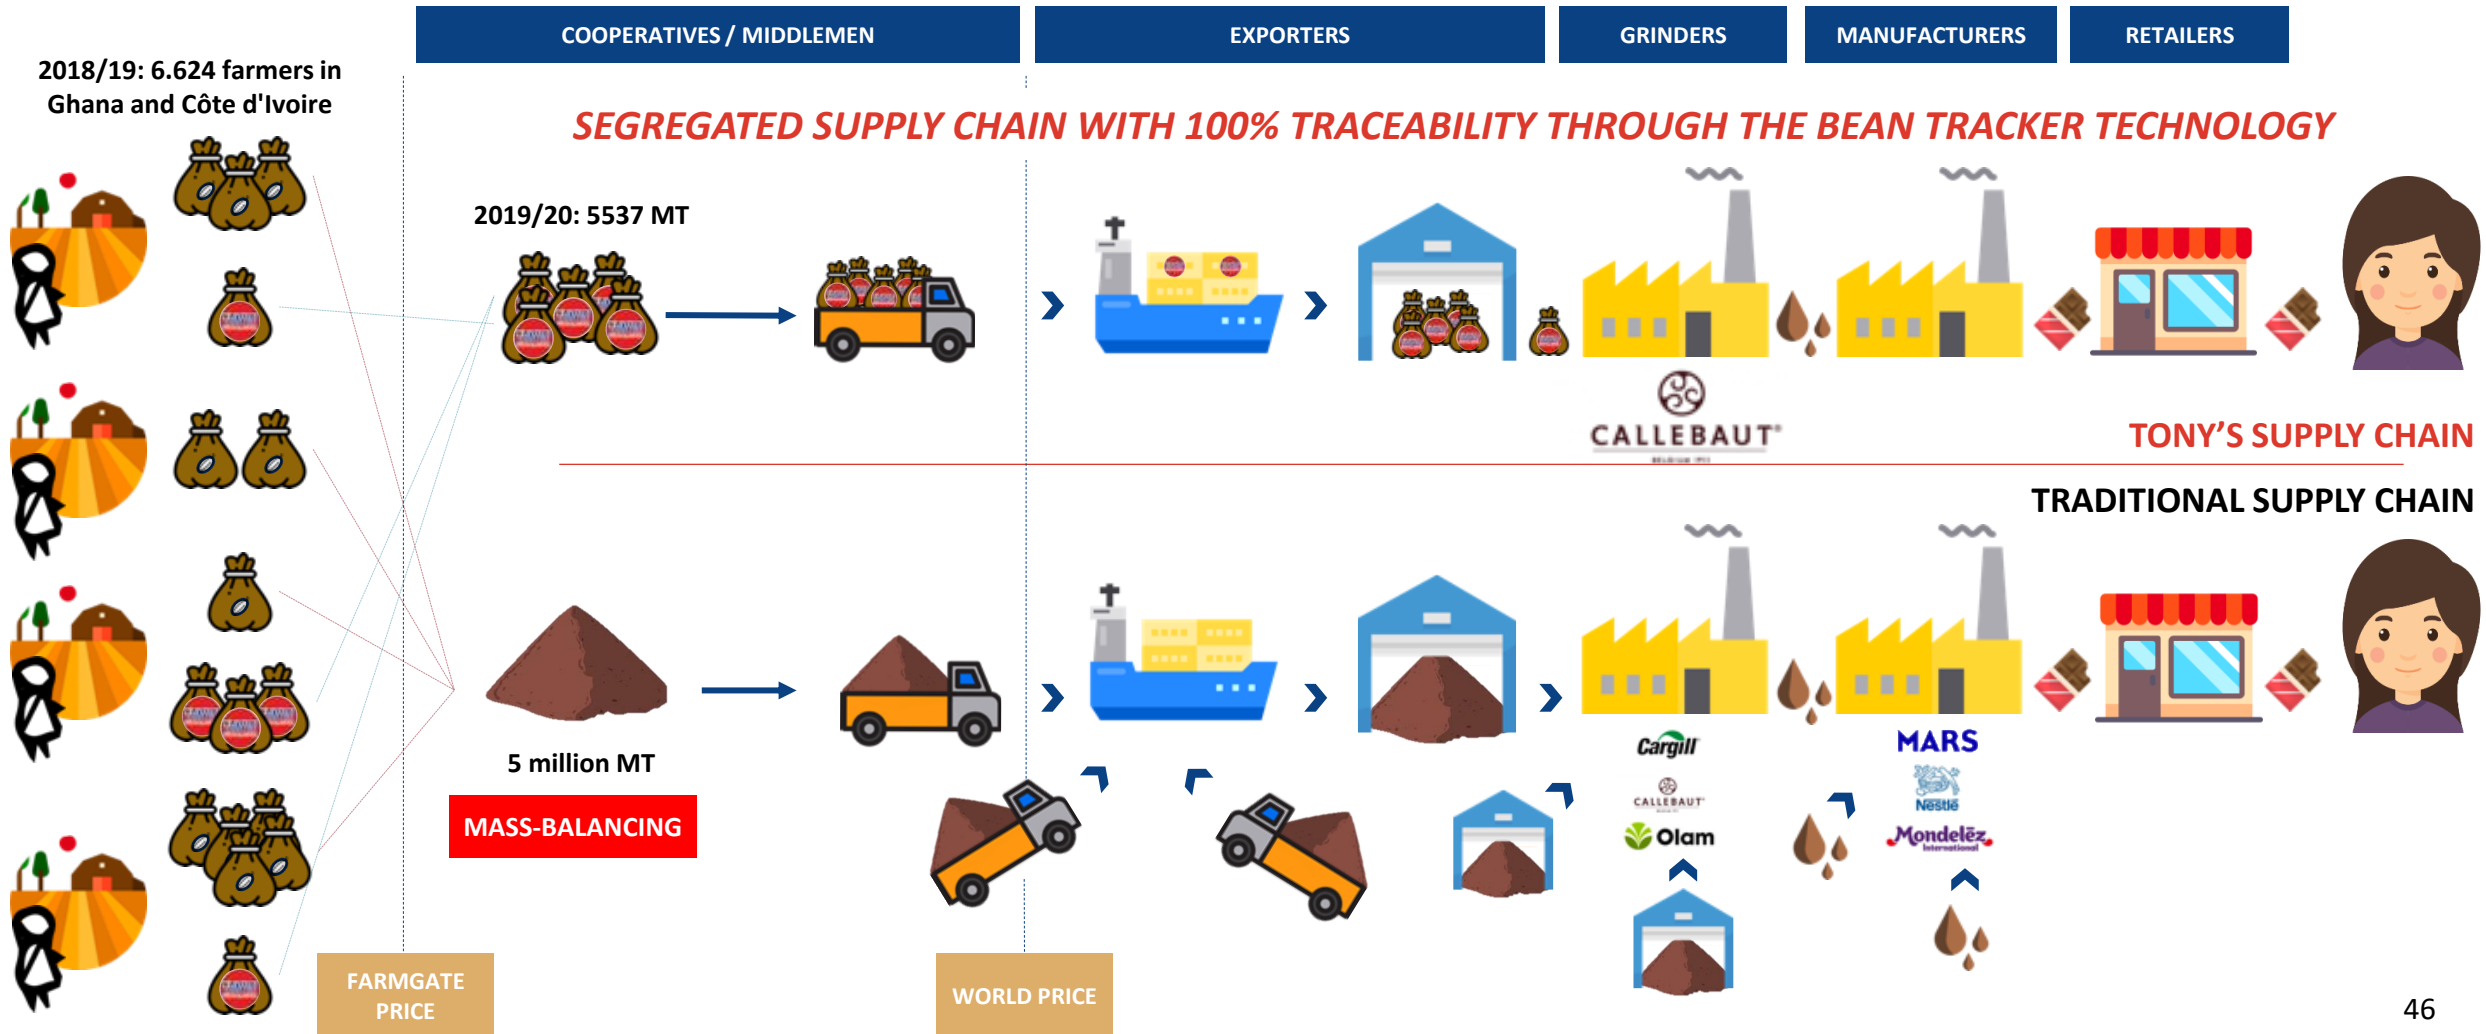 COOPERATIVES / MIDDLEMEN
EXPORTERS
GRINDERS
MANUFACTURERS
RETAILERS
2018/19: 6.624 farmers in
Ghana and Côte d'Ivoire
SEGREGATED SUPPLY CHAIN WITH 100% TRACEABILITY THROUGH THE BEAN TRACKER TECHNOLOGY
2019/20: 5537 MT
CALLEBAUT
TONY’S SUPPLY CHAIN
TRADITIONAL SUPPLY CHAIN
5 million MT
MASS-BALANCING
Cargill
CALLEBAUT
Olam
MARS
Nestlé
Mondelēz
International
FARMGATE
PRICE
WORLD PRICE
46